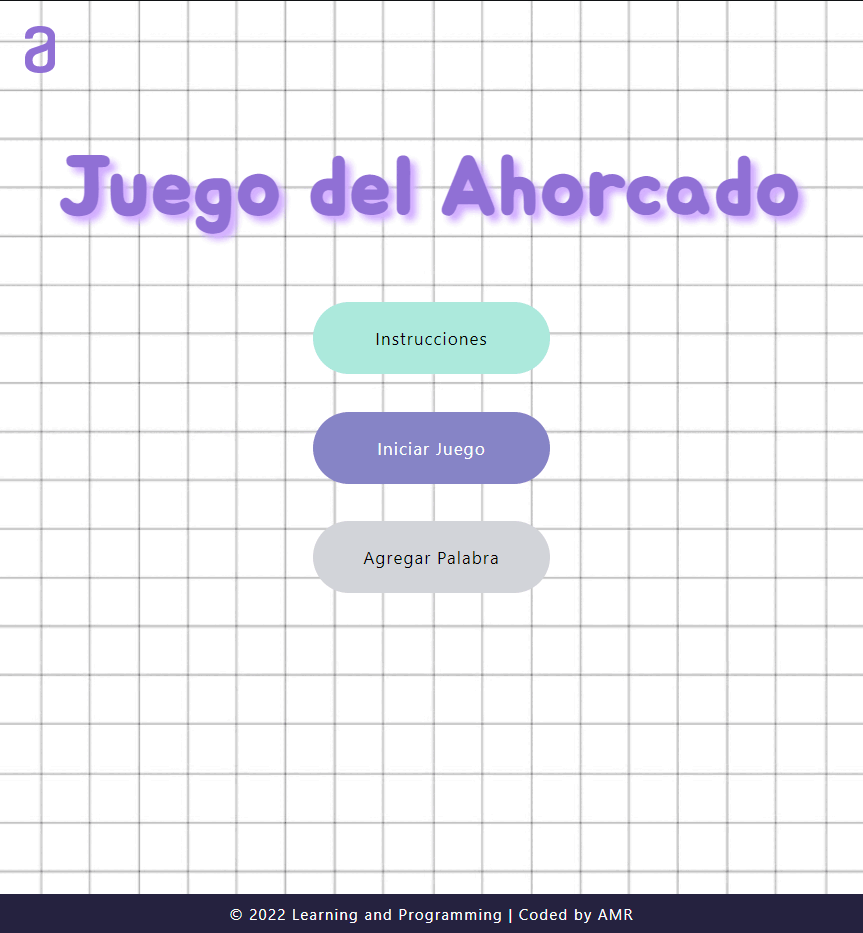 a
Juego del Ahorcado
Instrucciones
Iniciar Juego
Agregar Palabra
© 2022 Learning and Programming | Coded by AMR